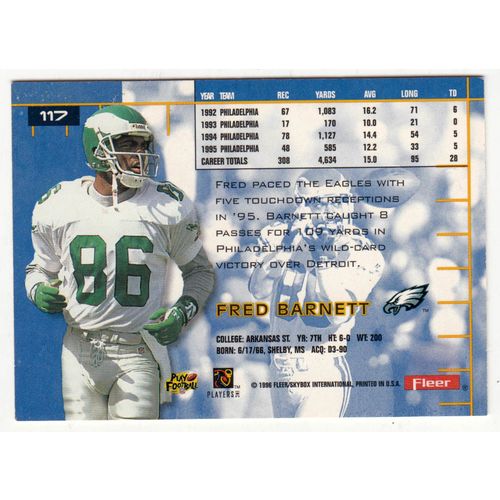 117
YEAR TEAM REC YARDS AVG LONG TD
1992 PHILADELPHIA 67 1,083 16.2 71 6
1993 PHILADELPHIA 17 170 10.0 21 0
1994 PHILADELPHIA 78 1,127 14.4 54 5
1995 PHILADELPHIA 48 585 12.2 33 5
CAREER TOTALS 308 4,634 15.0 95 28
FRED PACED THE EAGLES WITH
FIVE TOUCHDOWN RECEPTIONS
IN '95. BARNETT CAUGHT 8
PASSES FOR 109 YARDS IN
PHILADELPHIA'S WILD-CARD
VICTORY OVER DETROIT.
86
FRED BARNETT
TM
COLLEGE: ARKANSAS ST. YR: 7TH HT: 6-0 WT: 200
BORN: 6/17/66, SHELBY, MS ACQ: D3-90
PLAY FOOTBALL
PLAYERS INC
© 1996 FLEER/SKYBOX INTERNATIONAL, PRINTED IN U.S.A.
Fleer ®